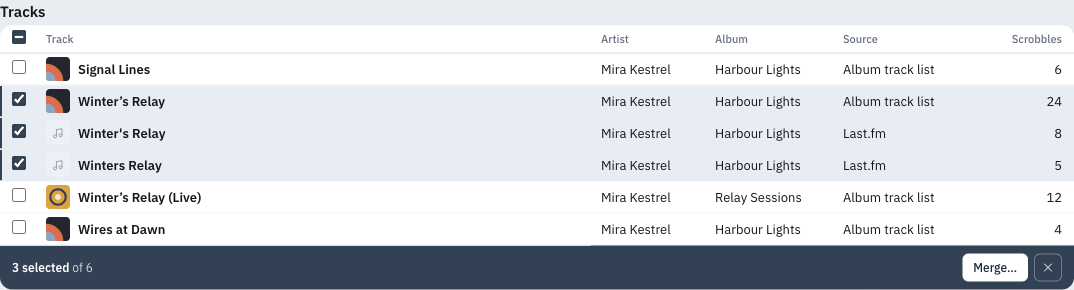 Tracks
Track Artist Album Source Scrobbles
Signal Lines Mira Kestrel Harbour Lights Album track list 6
Winter’s Relay Mira Kestrel Harbour Lights Album track list 24
Winter's Relay Mira Kestrel Harbour Lights Last.fm 8
Winters Relay Mira Kestrel Harbour Lights Last.fm 5
Winter’s Relay (Live) Mira Kestrel Relay Sessions Album track list 12
Wires at Dawn Mira Kestrel Harbour Lights Album track list 4
3 selected of 6 Merge...